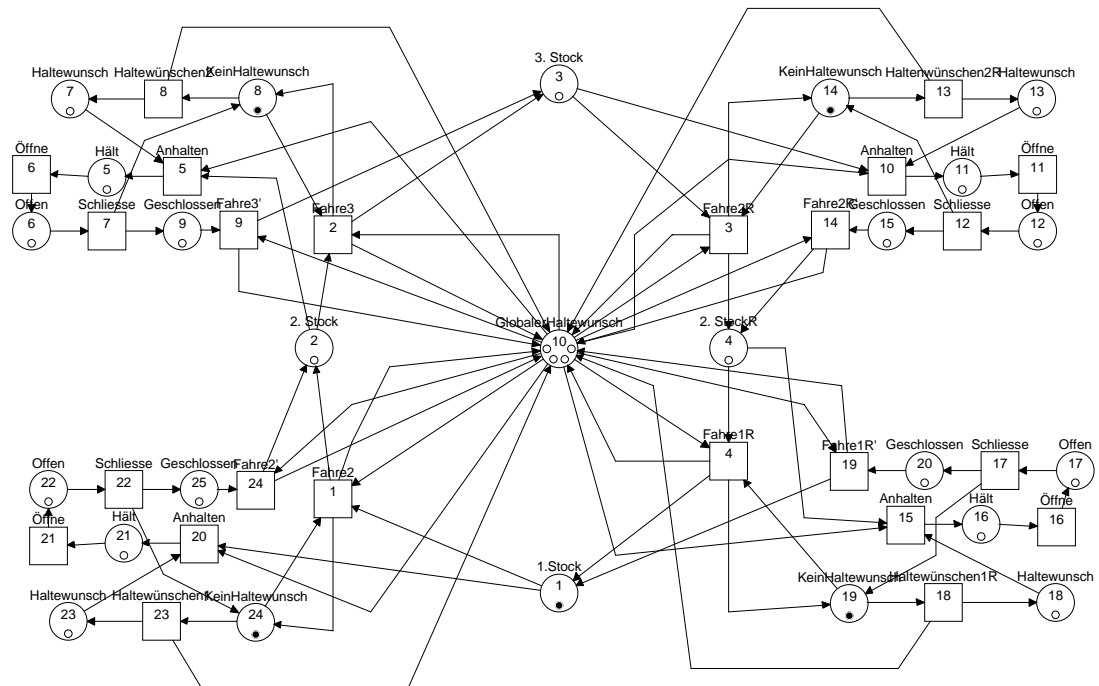 3. Stock
3
Haltewunsch
Haltewünschen2
KeinHaltewunsch
7
8
8
KeinHaltewunsch
Haltenwünschen2R
Haltewunsch
14
13
13
Öffne
Hält
Anhalten
6
5
5
Anhalten
Hält
Öffne
10
11
11
Offen
Schliesse
Geschlossen
Fahre3'
Fahre3
6
7
9
9
2
Fahre2R
Fahre2R'
Geschlossen
Schliesse
Offen
3
14
15
12
12
2. Stock
2
GlobalerHaltewunsch
10
2. StockR
4
Fahre1R
4
Fahre1R'
Geschlossen
Schliesse
Offen
19
20
17
17
Offen
Schliesse
Geschlossen
Fahre2'
Fahre2
22
22
25
24
1
Anhalten
Hält
Öffne
15
16
16
Öffne
Hält
Anhalten
21
21
20
1.Stock
1
KeinHaltewunsch
Haltewünschen1R
Haltewunsch
19
18
18
Haltewunsch
KeinHaltewunsch
23
23
24